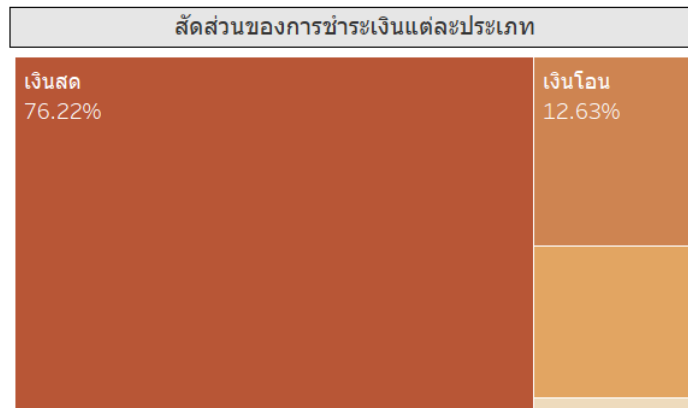 สัดส่วนของการชำระเงินแต่ละประเภท
เงินสด
76.22%
เงินโอน
12.63%